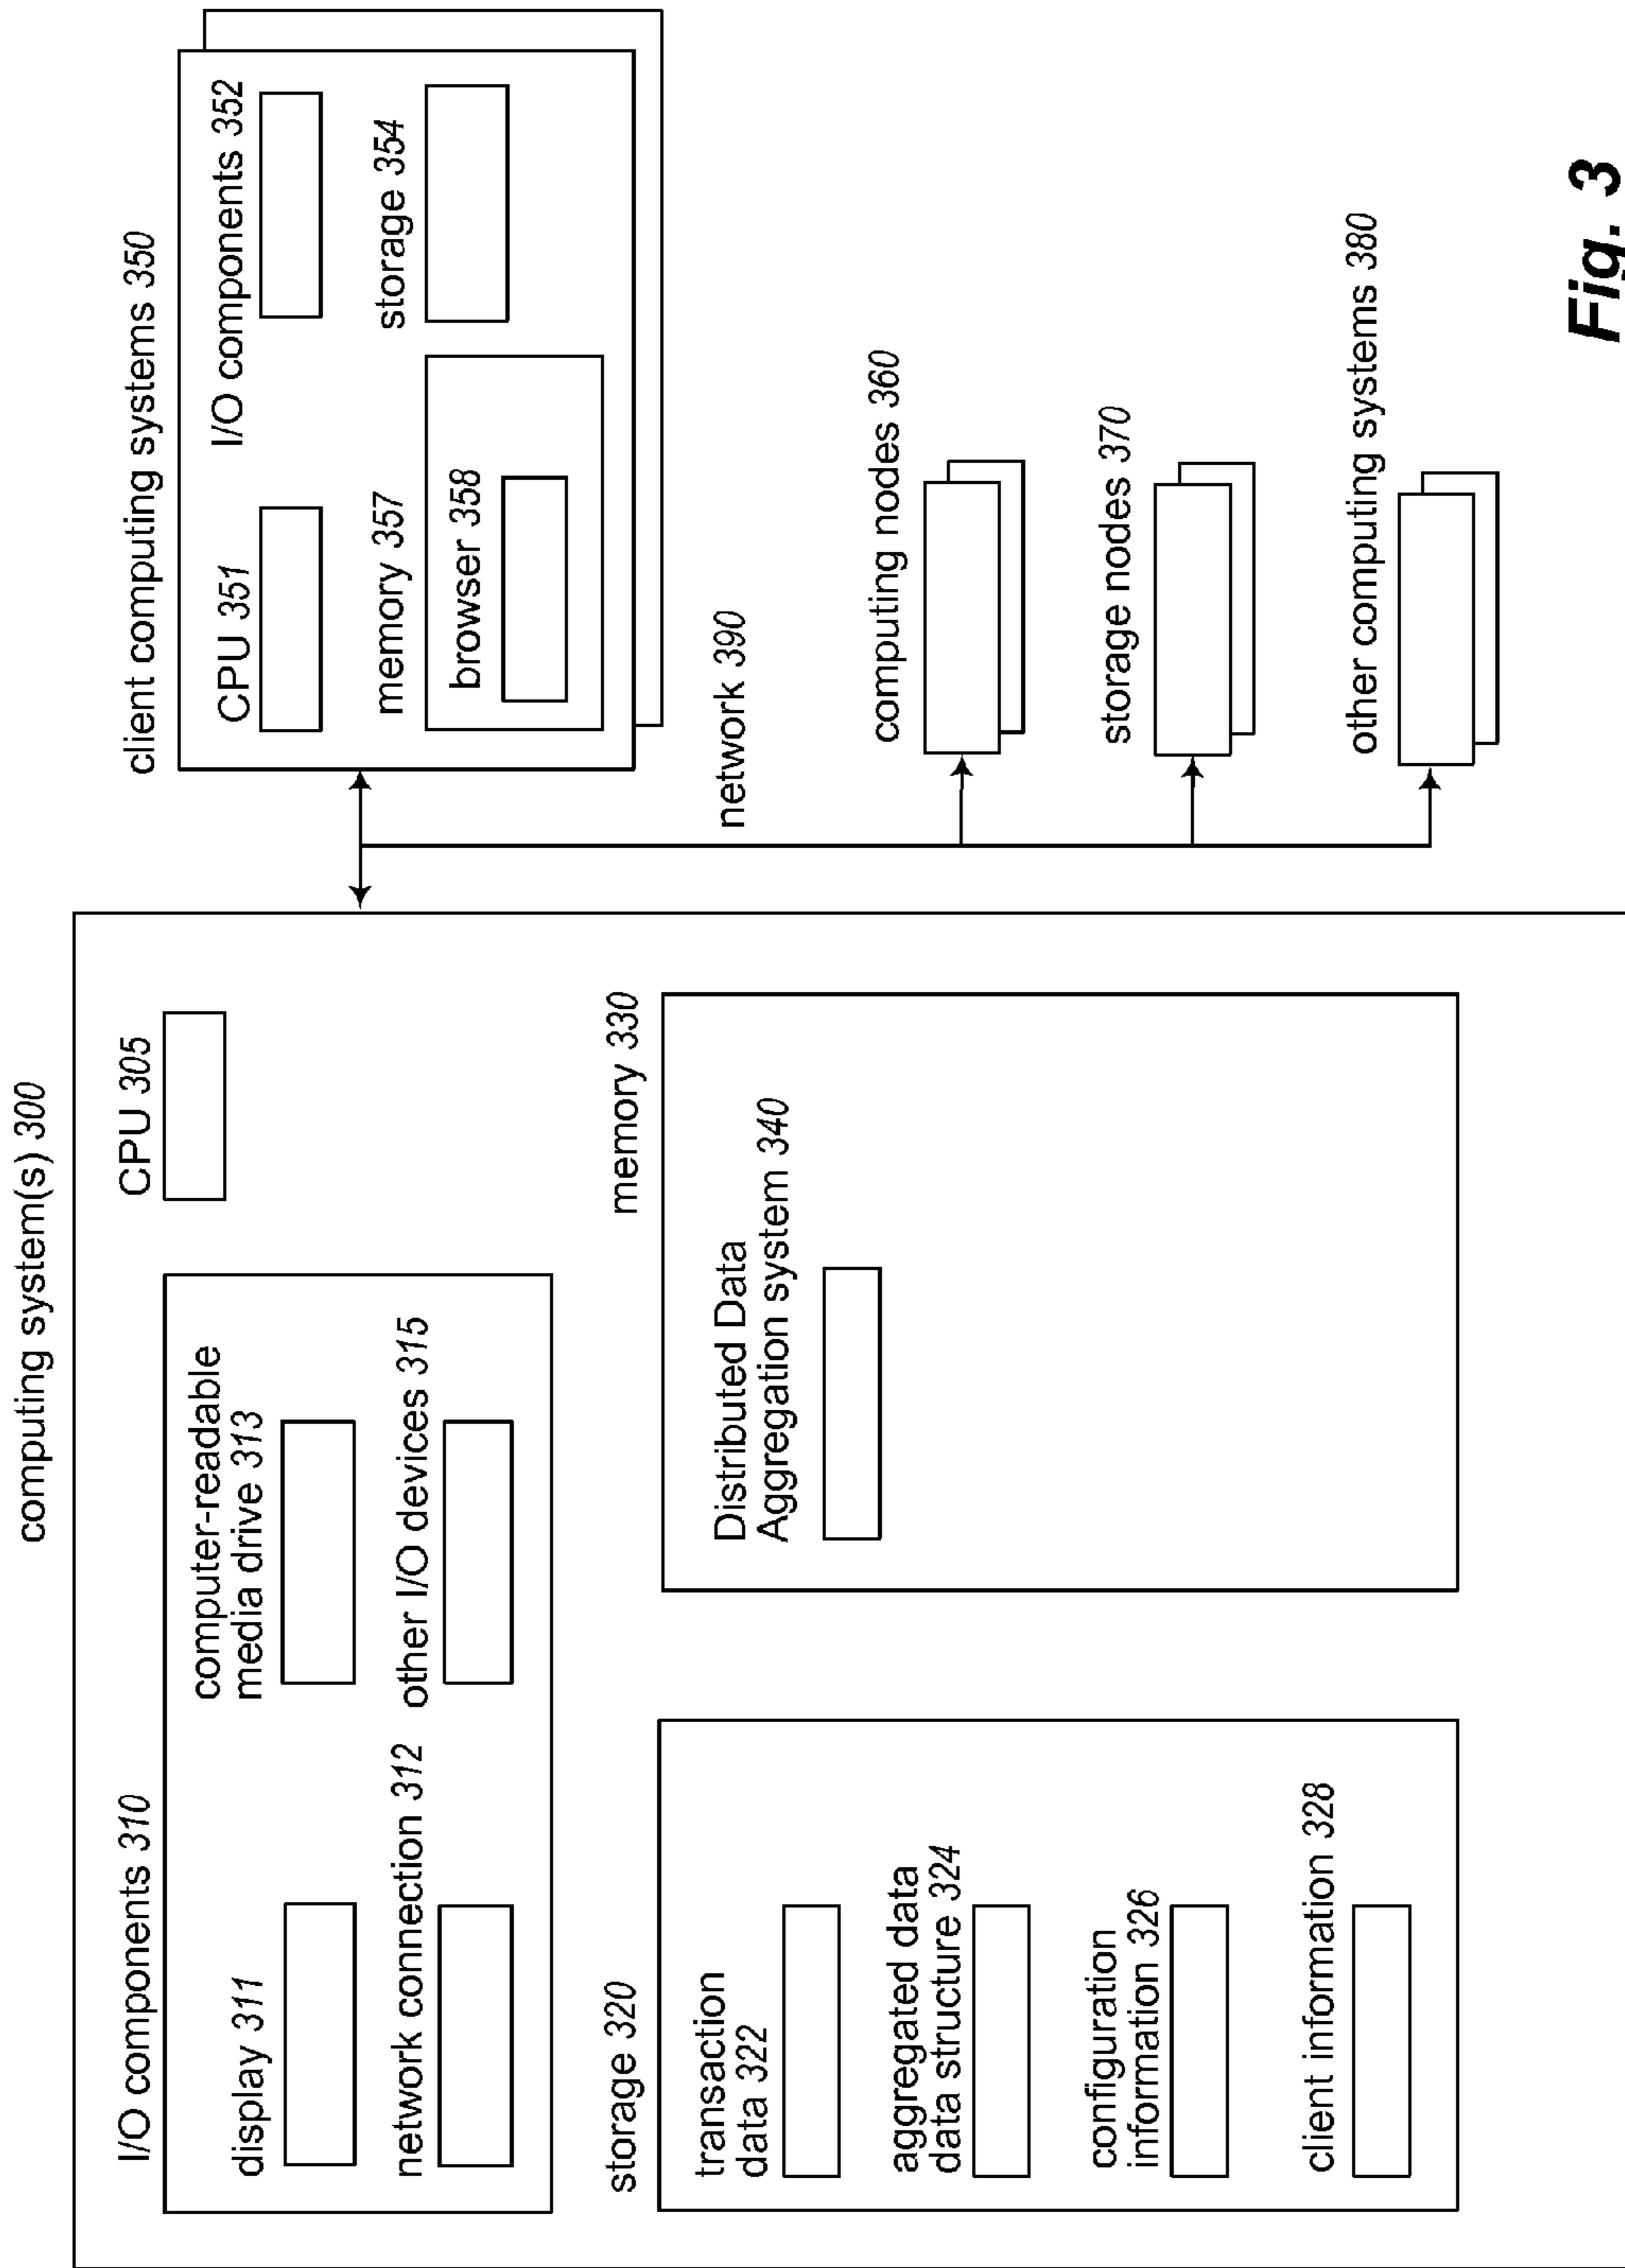 computing system(s) 300
I/O components 310
display 311
computer-readable
media drive 313
network connection 312
other I/O devices 315
CPU 305
storage 320
transaction
data 322
aggregated data
data structure 324
configuration
information 326
client information 328
memory 330
Distributed Data
Aggregation system 340
client computing systems 350
CPU 351
I/O components 352
memory 357
storage 354
browser 358
network 390
computing nodes 360
storage nodes 370
other computing systems 380
Fig. 3